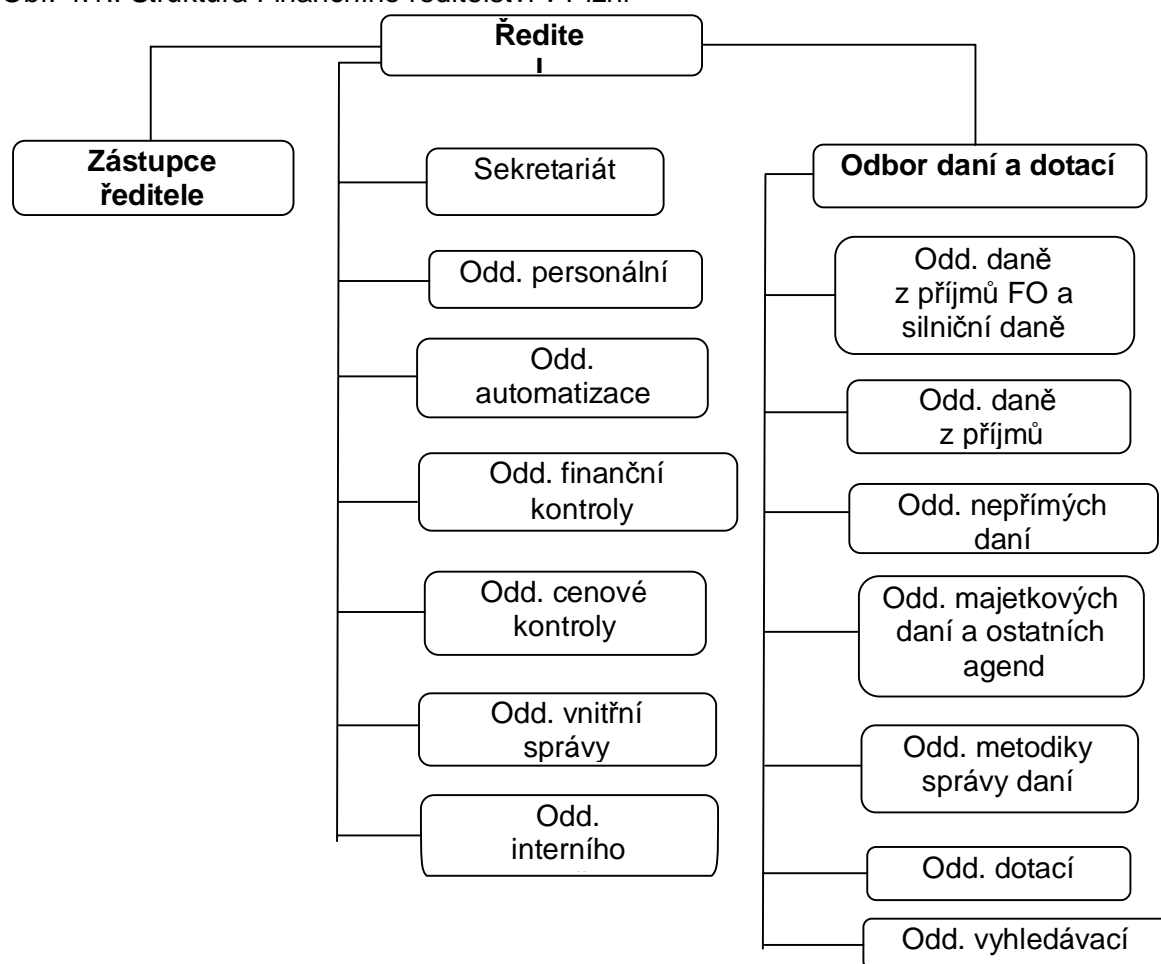 Ředite
l
Zástupce
ředitele
Sekretariát
Odd. personální
Odd.
automatizace
Odd. finanční
kontroly
Odd. cenové
kontroly
Odd. vnitřní
správy
Odd.
interního
Odbor daní a dotací
Odd. daně
z příjmů FO a
silniční daně
Odd. daně
z příjmů
Odd. nepřímých
daní
Odd. majetkových
daní a ostatních
agend
Odd. metodiky
správy daní
Odd. dotací
Odd. vyhledávací